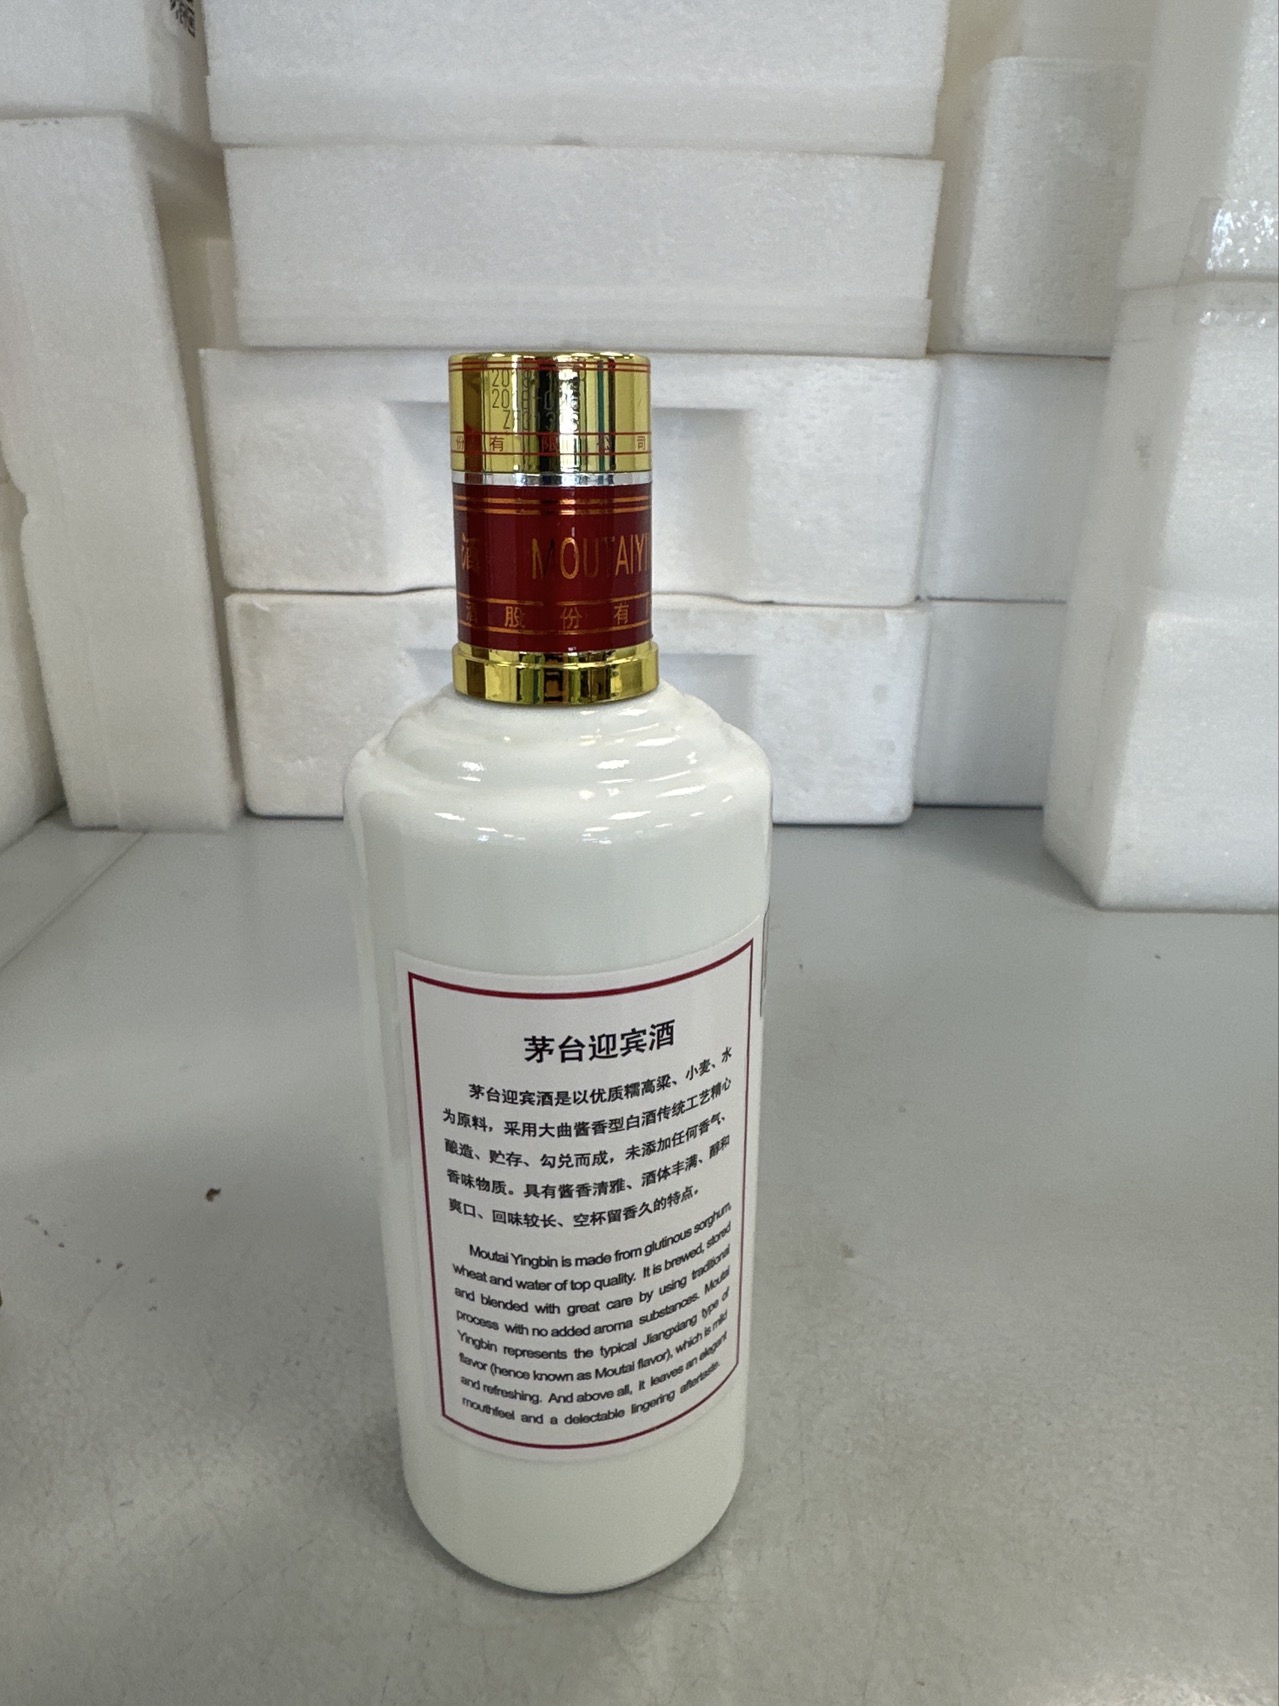 份有限公司
酒 MOUTAIY
酒股份有
茅台迎宾酒
茅台迎宾酒是以优质糯高粱、小麦、水
为原料，采用大曲酱香型白酒传统工艺精心
酿造、贮存、勾兑而成，未添加任何香气、
香味物质。具有酱香清雅、酒体丰满、醇和
爽口、回味较长、空杯留香久的特点。
Moutai Yingbin is made from glutinous sorghum,
wheat and water of top quality. It is brewed, stored
and blended with great care by using traditional
process with no added aroma substances. Moutai
Yingbin represents the typical Jiangxiang type of
flavor (hence known as Moutai flavor), which is mild
and refreshing. And above all, it leaves an elegant
mouthfeel and a delectable lingering aftertaste.